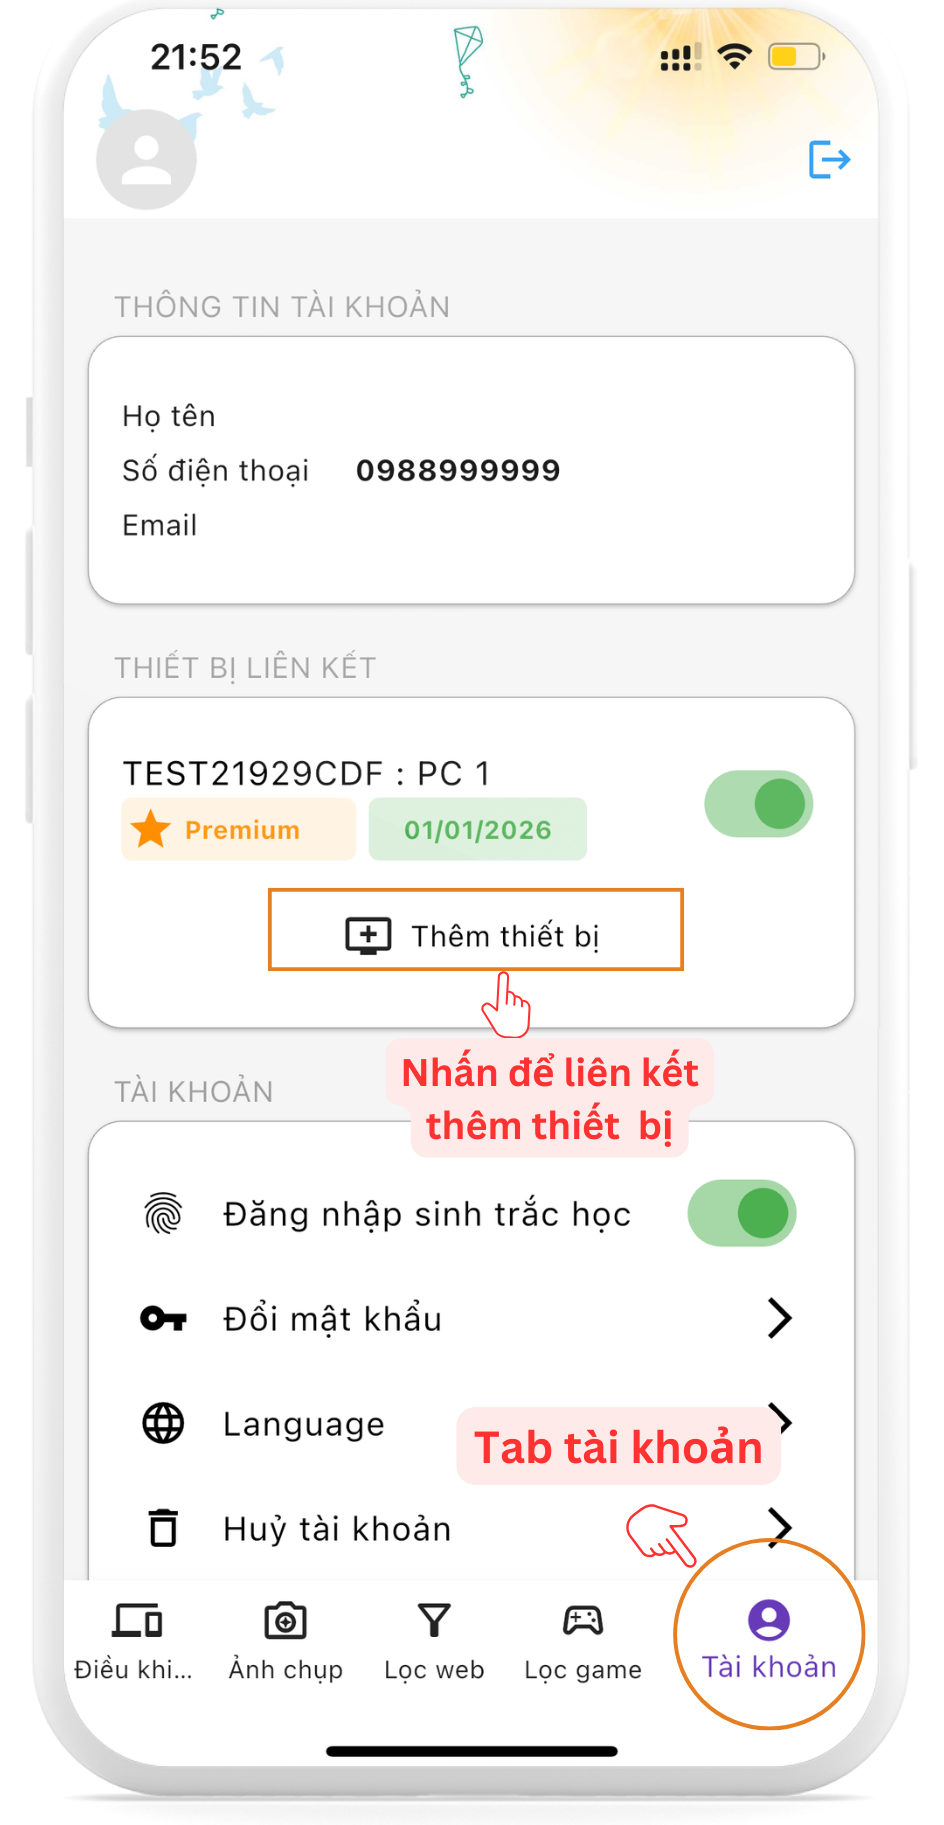 21:52
THÔNG TIN TÀI KHOẢN
Họ tên
Số điện thoại 0988999999
Email
THIẾT BỊ LIÊN KẾT
TEST21929CDF : PC 1
Premium 01/01/2026
Thêm thiết bị
Nhấn để liên kết
thêm thiết bị
TÀI KHOẢN
Đăng nhập sinh trắc học
Đổi mật khẩu
Language
Tab tài khoản
Huỷ tài khoản
Điều khi... Ảnh chụp Lọc web Lọc game Tài khoản